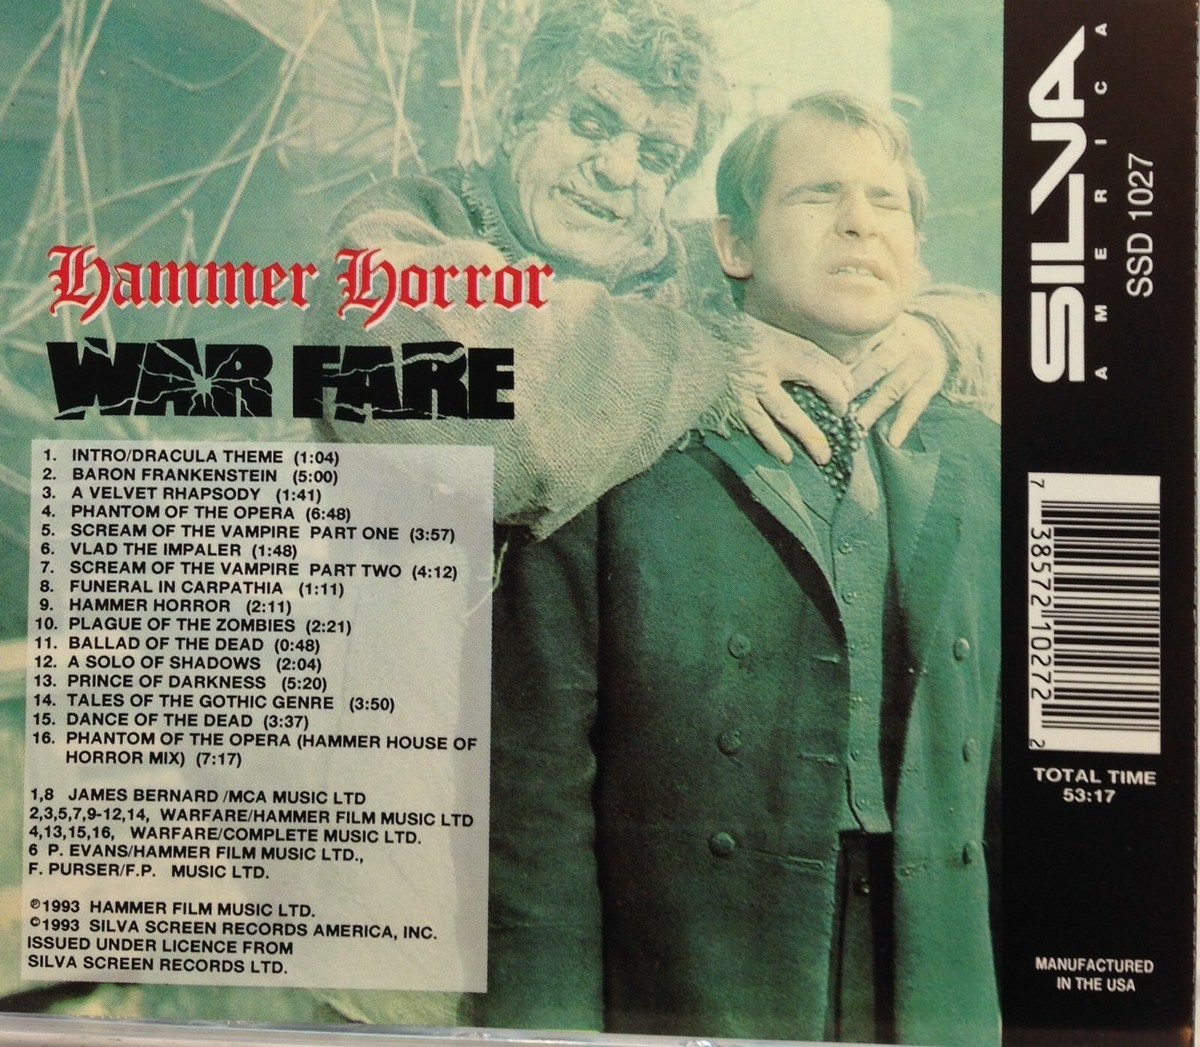 Hammer Horror
WARFARE
1. INTRO/DRACULA THEME (1:04)
2. BARON FRANKENSTEIN (5:00)
3. A VELVET RHAPSODY (1:41)
4. PHANTOM OF THE OPERA (6:48)
5. SCREAM OF THE VAMPIRE PART ONE (3:57)
6. VLAD THE IMPALER (1:48)
7. SCREAM OF THE VAMPIRE PART TWO (4:12)
8. FUNERAL IN CARPATHIA (1:11)
9. HAMMER HORROR (2:11)
10. PLAGUE OF THE ZOMBIES (2:21)
11. BALLAD OF THE DEAD (0:48)
12. A SOLO OF SHADOWS (2:04)
13. PRINCE OF DARKNESS (5:20)
14. TALES OF THE GOTHIC GENRE (3:50)
15. DANCE OF THE DEAD (3:37)
16. PHANTOM OF THE OPERA (HAMMER HOUSE OF
HORROR MIX) (7:17)
1,8 JAMES BERNARD /MCA MUSIC LTD
2,3,5,7,9-12,14, WARFARE/HAMMER FILM MUSIC LTD
4,13,15,16, WARFARE/COMPLETE MUSIC LTD.
6 P. EVANS/HAMMER FILM MUSIC LTD.,
F. PURSER/F.P. MUSIC LTD.
℗1993 HAMMER FILM MUSIC LTD.
©1993 SILVA SCREEN RECORDS AMERICA, INC.
ISSUED UNDER LICENCE FROM
SILVA SCREEN RECORDS LTD.
SILVA
AMERICA
SSD 1027
7 38572 10272 2
TOTAL TIME
53:17
MANUFACTURED
IN THE USA